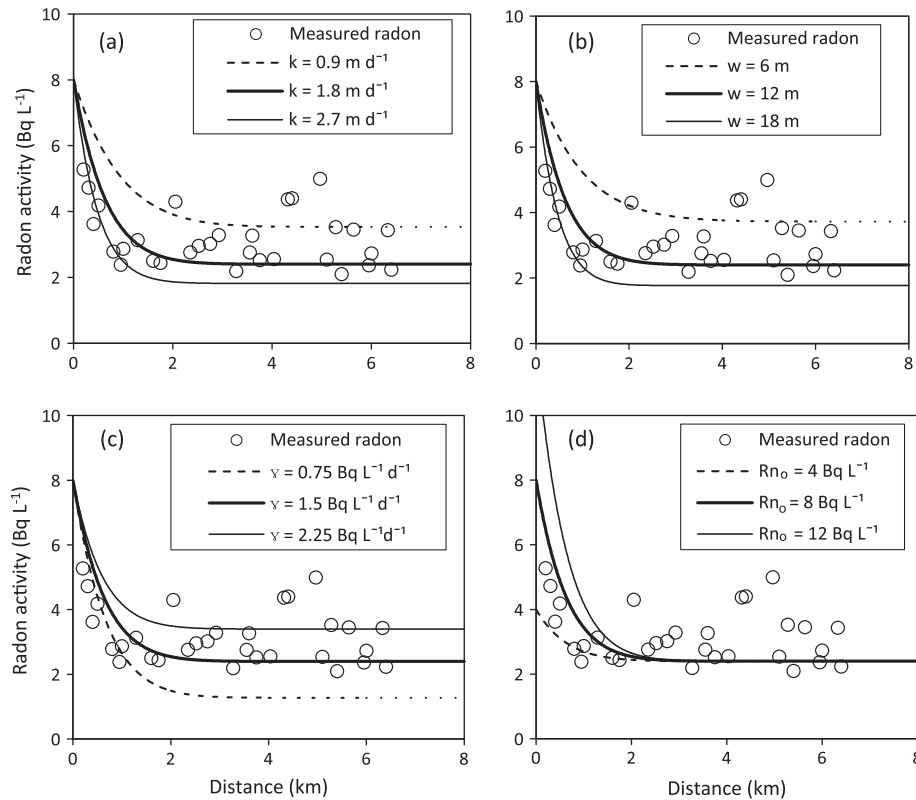 (a)
Measured radon
k = 0.9 m d⁻¹
k = 1.8 m d⁻¹
k = 2.7 m d⁻¹
10
8
6
4
2
0
0 2 4 6 8
Radon activity (Bq L⁻¹)
(b)
Measured radon
w = 6 m
w = 12 m
w = 18 m
10
8
6
4
2
0
0 2 4 6 8
(c)
Measured radon
γ = 0.75 Bq L⁻¹ d⁻¹
γ = 1.5 Bq L⁻¹ d⁻¹
γ = 2.25 Bq L⁻¹d⁻¹
10
8
6
4
2
0
0 2 4 6 8
Radon activity (Bq L⁻¹)
Distance (km)
(d)
Measured radon
Rn₀ = 4 Bq L⁻¹
Rn₀ = 8 Bq L⁻¹
Rn₀ = 12 Bq L⁻¹
10
8
6
4
2
0
0 2 4 6 8
Distance (km)